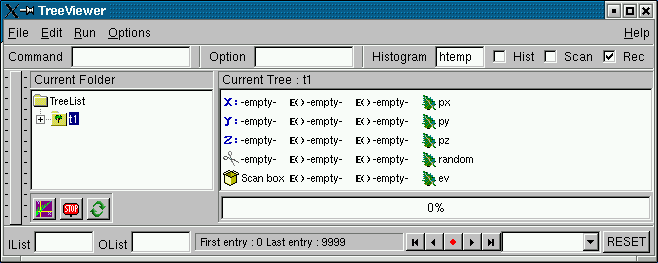 TreeViewer
File Edit Run Options Help
Command Option Histogram htemp Hist Scan Rec
Current Folder
TreeList
t1
Current Tree : t1
X: -empty- E() -empty- E() -empty- px
Y: -empty- E() -empty- E() -empty- py
Z: -empty- E() -empty- E() -empty- pz
-empty- E() -empty- E() -empty- random
Scan box E() -empty- E() -empty- ev
STOP
0%
IList OList First entry : 0 Last entry : 9999 RESET